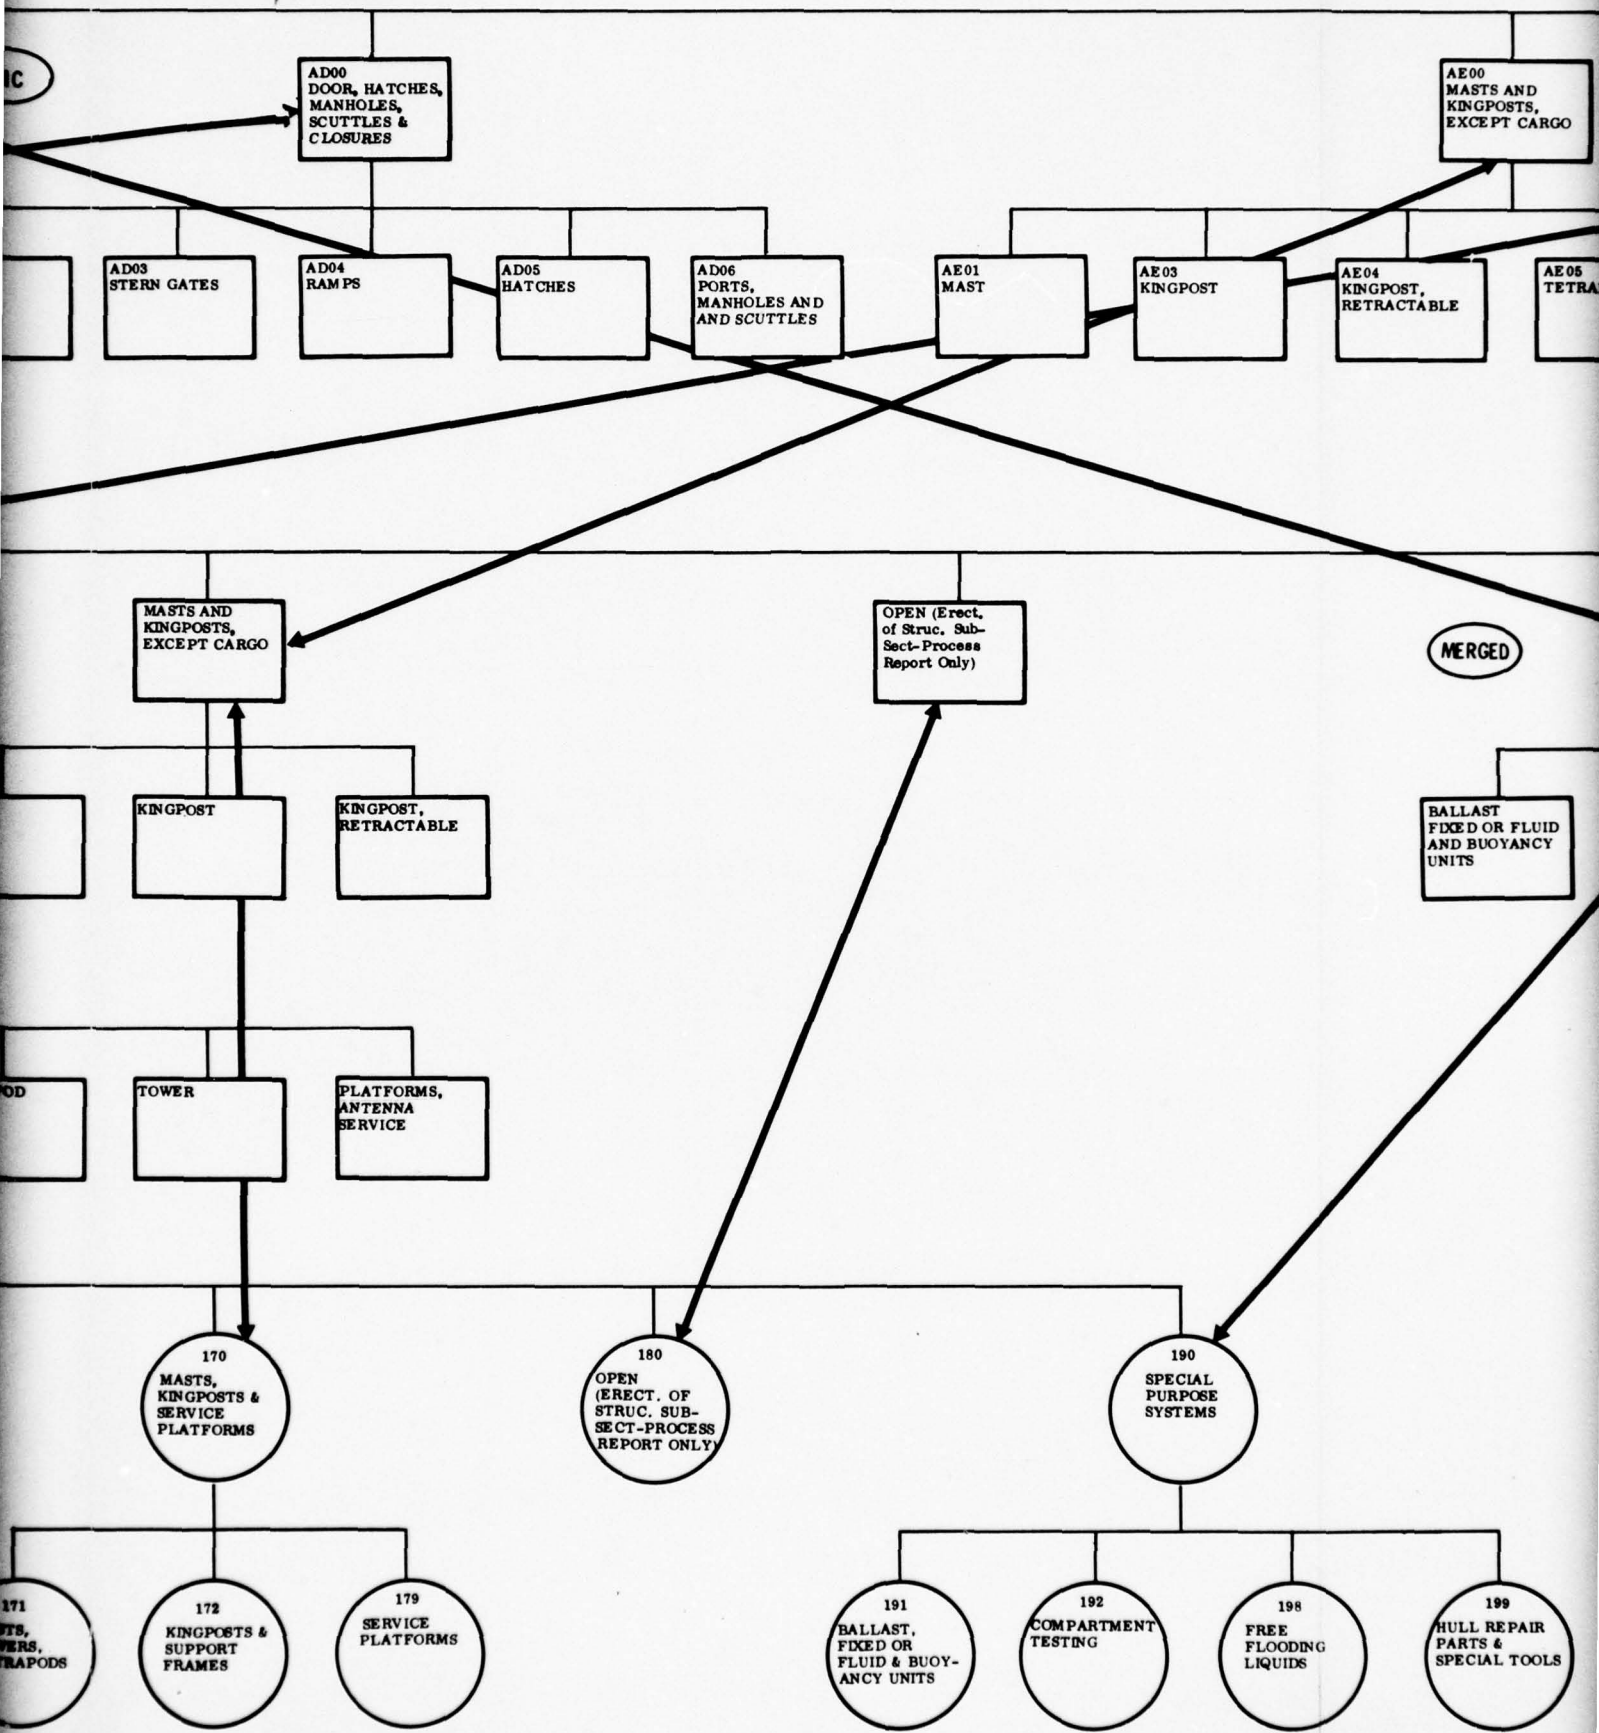 IC
AD00
DOOR, HATCHES,
MANHOLES,
SCUTTLES &
CLOSURES
AE00
MASTS AND
KINGPOSTS,
EXCEPT CARGO
AD03
STERN GATES
AD04
RAMPS
AD05
HATCHES
AD06
PORTS,
MANHOLES AND
AND SCUTTLES
AE01
MAST
AE03
KINGPOST
AE04
KINGPOST,
RETRACTABLE
AE05
TETRA
MASTS AND
KINGPOSTS,
EXCEPT CARGO
OPEN (Erect.
of Struc. Sub-
Sect-Process
Report Only)
MERGED
KINGPOST
KINGPOST,
RETRACTABLE
BALLAST
FIXED OR FLUID
AND BUOYANCY
UNITS
OD
TOWER
PLATFORMS,
ANTENNA
SERVICE
170
MASTS,
KINGPOSTS &
SERVICE
PLATFORMS
180
OPEN
(ERECT. OF
STRUC. SUB-
SECT-PROCESS
REPORT ONLY)
190
SPECIAL
PURPOSE
SYSTEMS
171
STS,
WERS,
TRAPODS
172
KINGPOSTS &
SUPPORT
FRAMES
179
SERVICE
PLATFORMS
191
BALLAST,
FIXED OR
FLUID & BUOY-
ANCY UNITS
192
COMPARTMENT
TESTING
198
FREE
FLOODING
LIQUIDS
199
HULL REPAIR
PARTS &
SPECIAL TOOLS